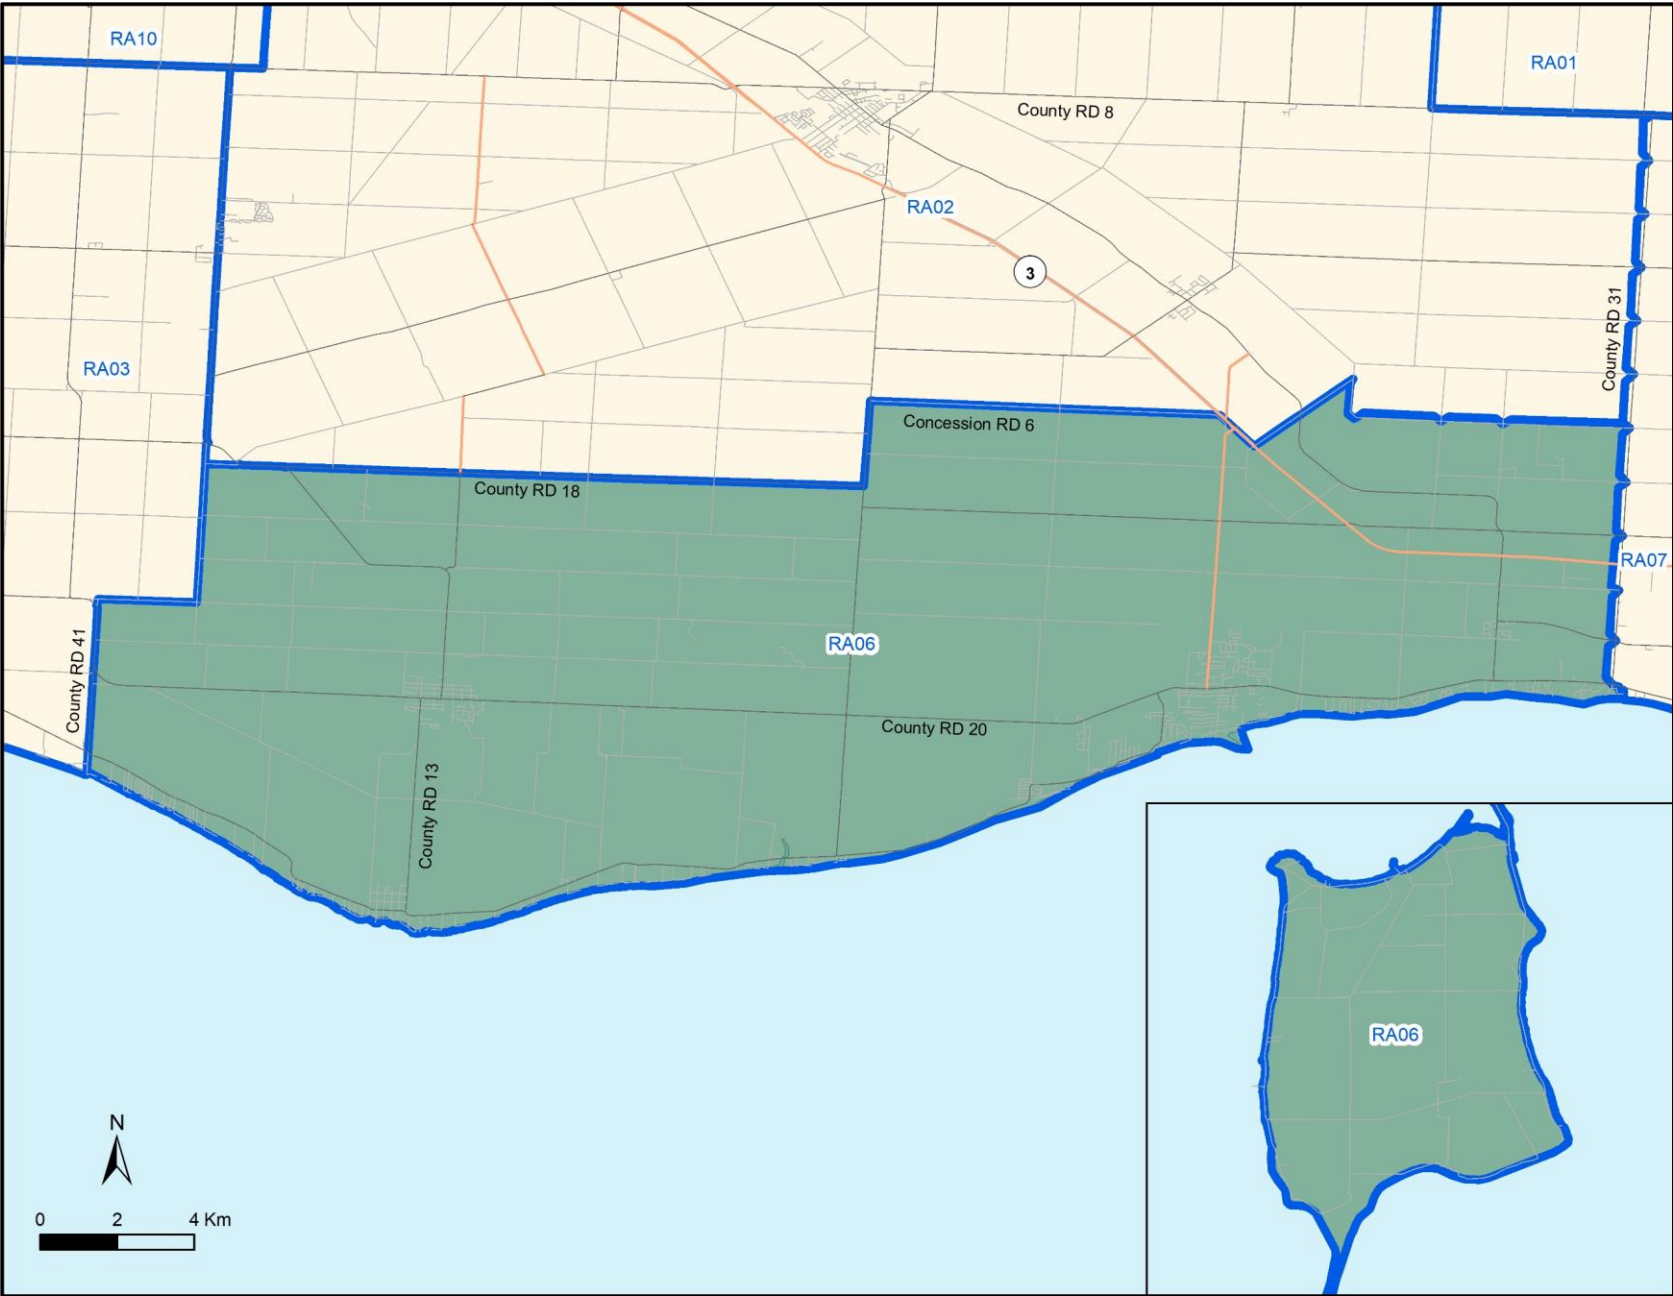 RA10
RA01
County RD 8
RA02
3
County RD 31
RA03
Concession RD 6
County RD 18
RA07
County RD 41
RA06
County RD 20
County RD 13
RA06
N
0 2 4 Km